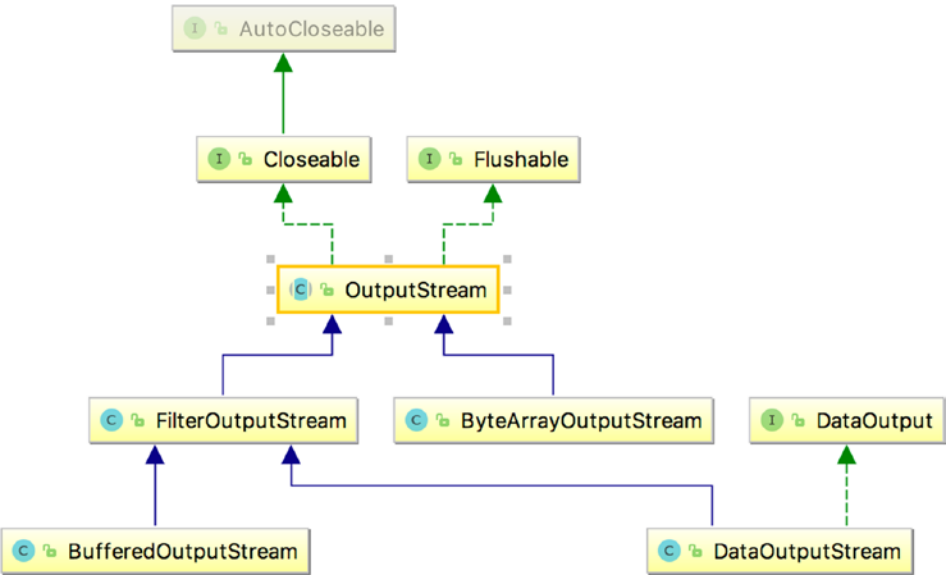 I AutoCloseable
I Closeable
I Flushable
C OutputStream
C FilterOutputStream
C ByteArrayOutputStream
I DataOutput
C BufferedOutputStream
C DataOutputStream